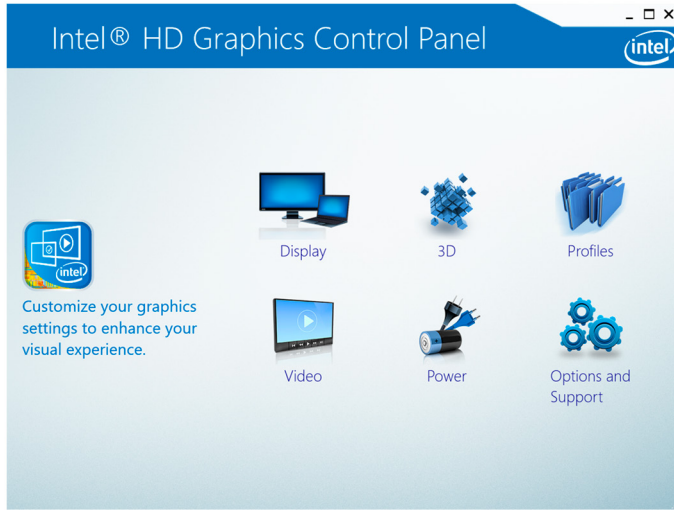 Intel® HD Graphics Control Panel
intel
Display
3D
Profiles
intel
Customize your graphics
settings to enhance your
visual experience.
Video
Power
Options and
Support